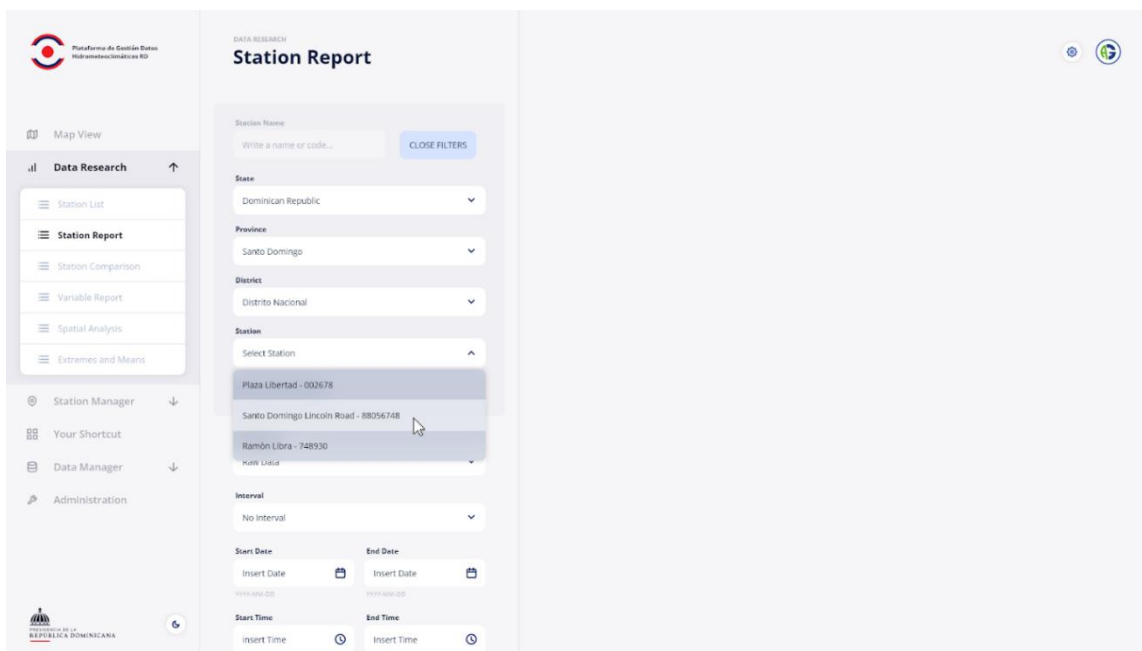 Plataforma de Gestión Datos
Hidrometeoclimáticos RD
DATA RESEARCH
Station Report
Map View
Data Research
Station List
Station Report
Station Comparison
Variable Report
Spatial Analysis
Extremes and Means
Station Manager
Your Shortcut
Data Manager
Administration
PRESIDENCIA DE LA
REPÚBLICA DOMINICANA
Station Name
Write a name or code...
CLOSE FILTERS
State
Dominican Republic
Province
Santo Domingo
District
Distrito Nacional
Station
Select Station
Plaza Libertad - 002678
Santo Domingo Lincoln Road - 88056748
Ramòn Libra - 748930
Raw Data
Interval
No Interval
Start Date
End Date
Insert Date
Insert Date
YYYY-MM-DD
YYYY-MM-DD
Start Time
End Time
insert Time
Insert Time